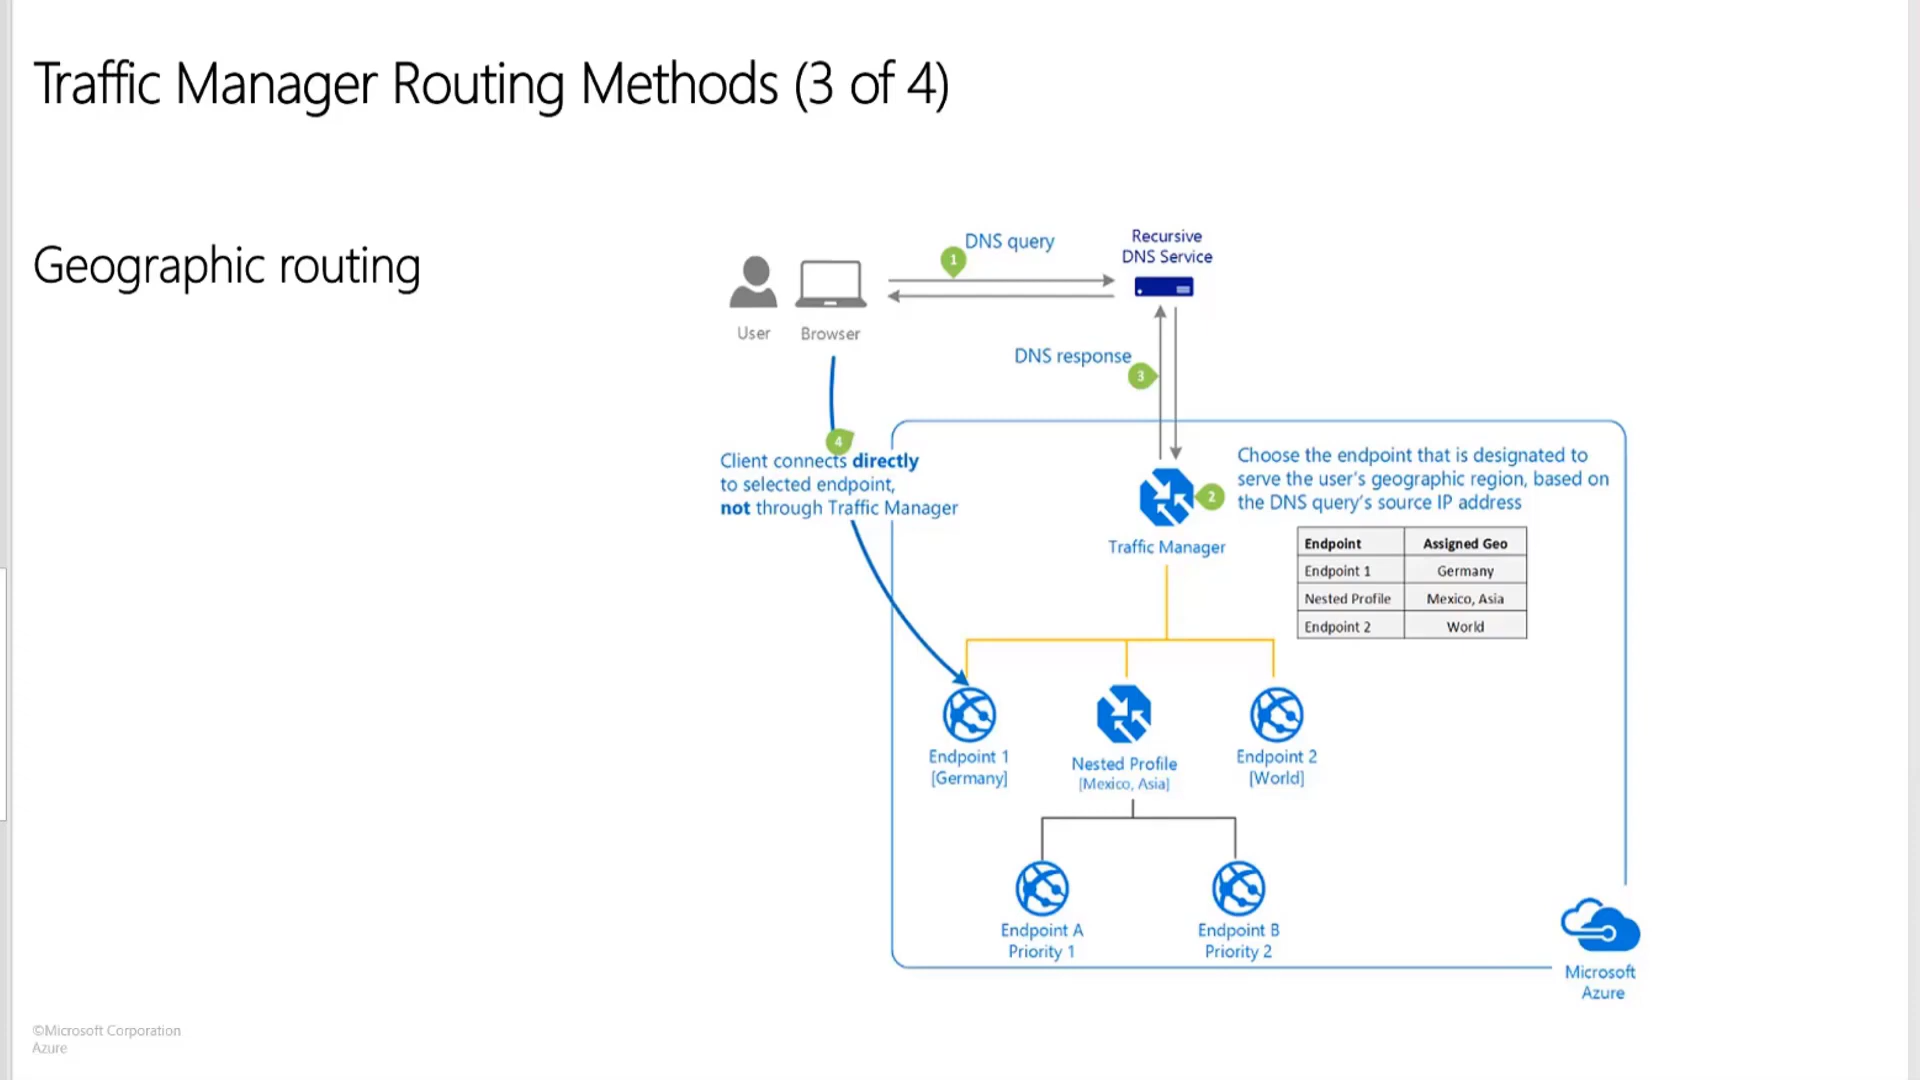 Traffic Manager Routing Methods (3 of 4)
Geographic routing
DNS query
1
Recursive
DNS Service
User
Browser
DNS response
3
4
Client connects directly
to selected endpoint,
not through Traffic Manager
2
Choose the endpoint that is designated to
serve the user's geographic region, based on
the DNS query's source IP address
Traffic Manager
Endpoint Assigned Geo
Endpoint 1 Germany
Nested Profile Mexico, Asia
Endpoint 2 World
Endpoint 1
[Germany]
Nested Profile
[Mexico, Asia]
Endpoint 2
[World]
Endpoint A
Priority 1
Endpoint B
Priority 2
Microsoft
Azure
©Microsoft Corporation
Azure